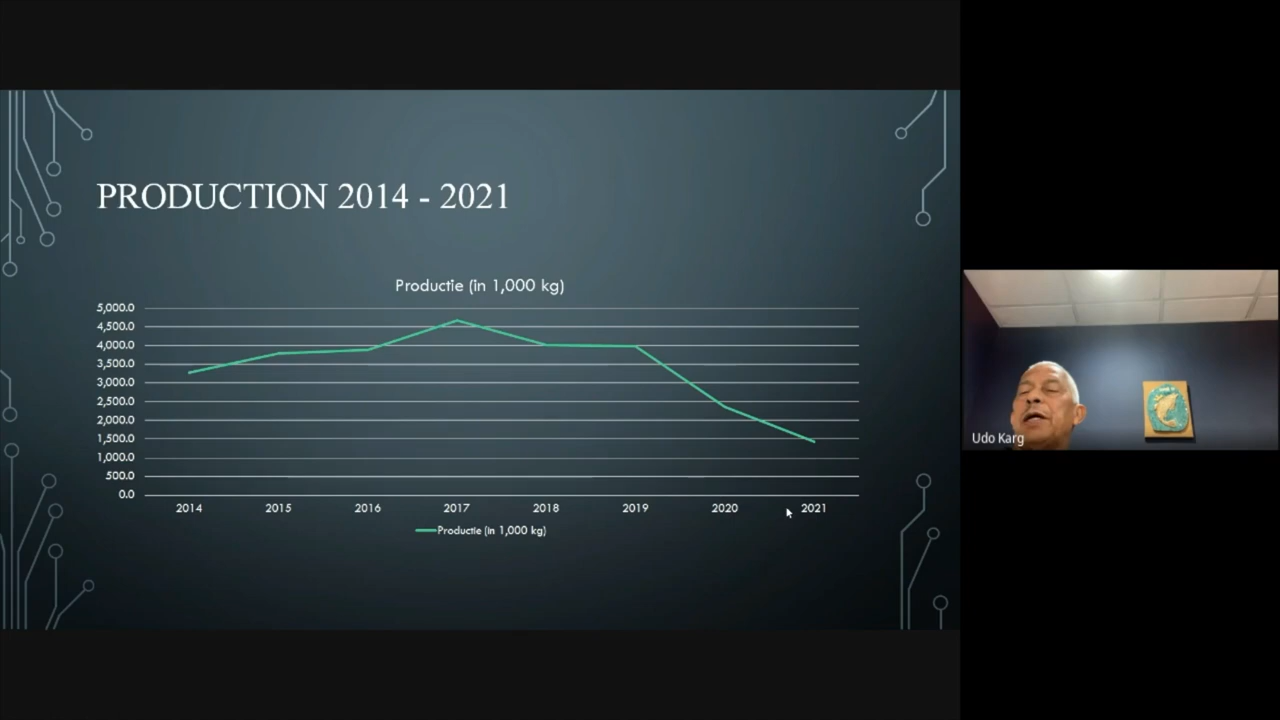 PRODUCTION 2014 - 2021
Productie (in 1,000 kg)
5,000.0
4,500.0
4,000.0
3,500.0
3,000.0
2,500.0
2,000.0
1,500.0
1,000.0
500.0
0.0
2014 2015 2016 2017 2018 2019 2020 2021
Productie (in 1,000 kg)
Udo Karg